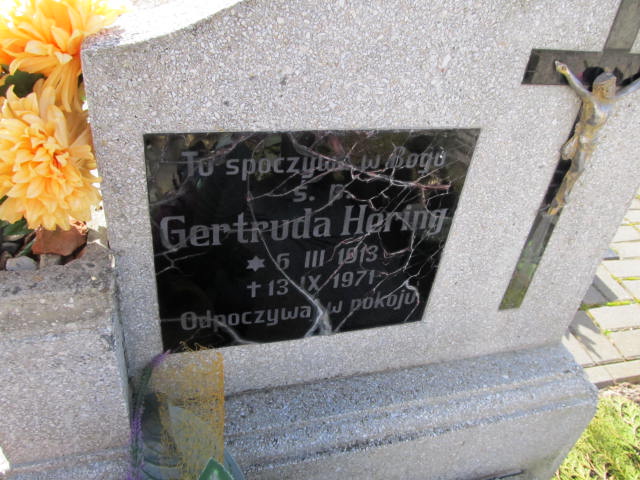 Tu spoczywa w Bogu
ś. p.
Gertruda Hering
6 III 1913
13 IX 1971
Odpoczywaj w pokoju